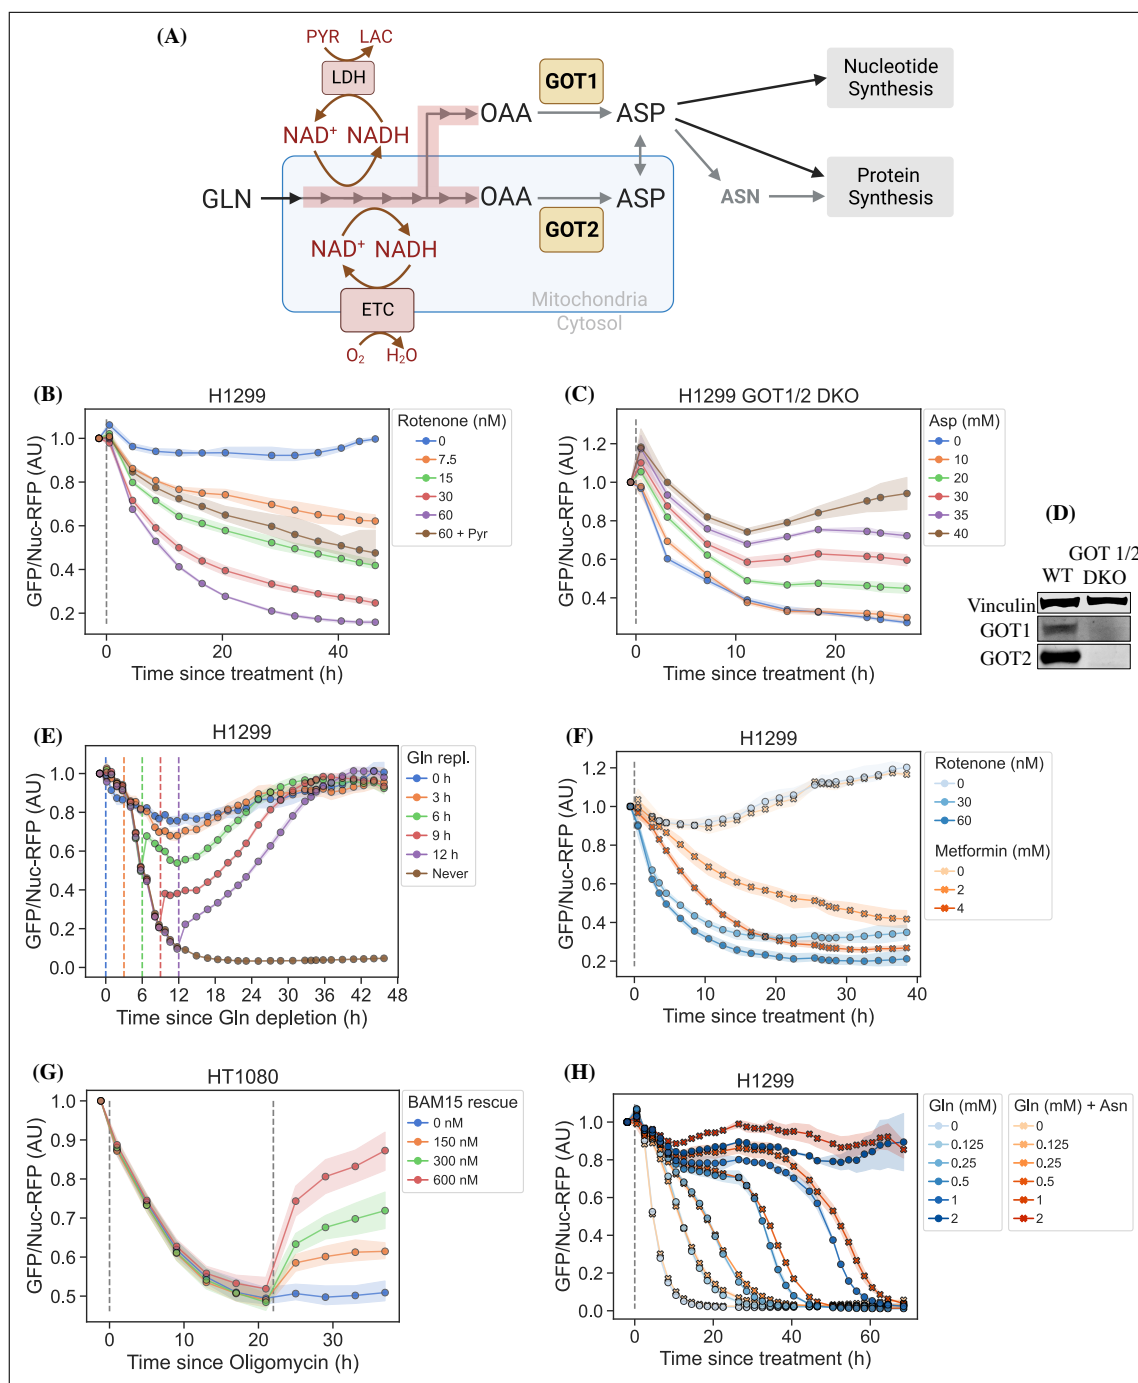 (A)
PYR LAC
LDH
NAD+ NADH
GOT1
OAA ASP
Nucleotide
Synthesis
GLN
OAA ASP
GOT2
ASN
Protein
Synthesis
NAD+ NADH
ETC
Mitochondria
Cytosol
O2 H2O
(B)
H1299
GFP/Nuc-RFP (AU)
1.0
0.8
0.6
0.4
0.2
0 20 40
Time since treatment (h)
Rotenone (nM)
0
7.5
15
30
60
60 + Pyr
(C)
H1299 GOT1/2 DKO
GFP/Nuc-RFP (AU)
1.2
1.0
0.8
0.6
0.4
0 10 20
Time since treatment (h)
Asp (mM)
0
10
20
30
35
40
(D)
GOT 1/2
WT DKO
Vinculin
GOT1
GOT2
(E)
H1299
GFP/Nuc-RFP (AU)
1.0
0.8
0.6
0.4
0.2
0.0
0 6 12 18 24 30 36 42 48
Time since Gln depletion (h)
Gln repl.
0 h
3 h
6 h
9 h
12 h
Never
(F)
H1299
GFP/Nuc-RFP (AU)
1.2
1.0
0.8
0.6
0.4
0.2
0 10 20 30 40
Time since treatment (h)
Rotenone (nM)
0
30
60
Metformin (mM)
0
2
4
(G)
HT1080
GFP/Nuc-RFP (AU)
1.0
0.9
0.8
0.7
0.6
0.5
0 10 20 30
Time since Oligomycin (h)
BAM15 rescue
0 nM
150 nM
300 nM
600 nM
(H)
H1299
GFP/Nuc-RFP (AU)
1.0
0.8
0.6
0.4
0.2
0.0
0 20 40 60
Time since treatment (h)
Gln (mM)
0
0.125
0.25
0.5
1
2
Gln (mM) + Asn
0
0.125
0.25
0.5
1
2